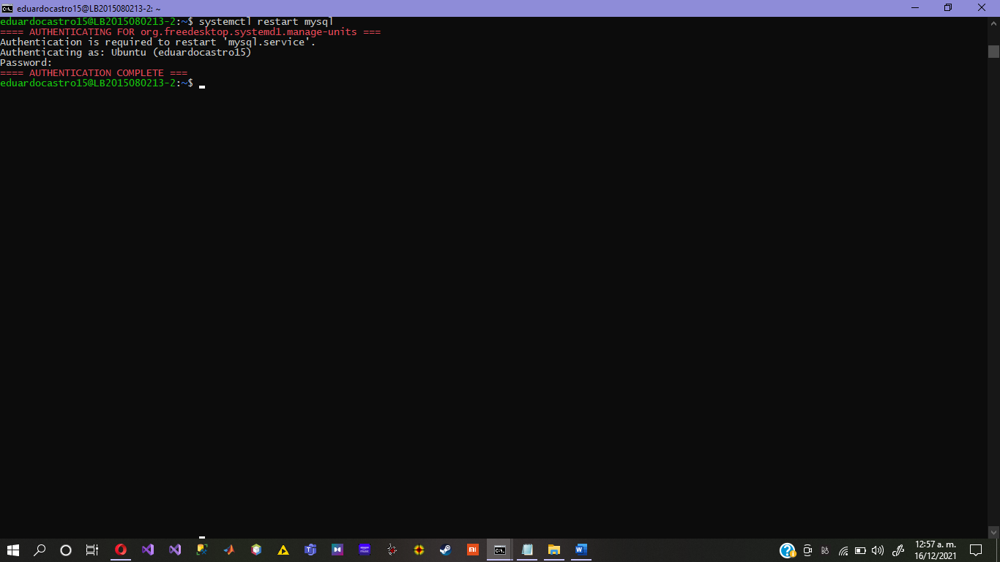 eduardocastro15@LB2015080213-2: ~
eduardocastro15@LB2015080213-2:~$ systemctl restart mysql
==== AUTHENTICATING FOR org.freedesktop.systemd1.manage-units ===
Authentication is required to restart 'mysql.service'.
Authenticating as: Ubuntu (eduardocastro15)
Password:
==== AUTHENTICATION COMPLETE ===
eduardocastro15@LB2015080213-2:~$
12:57 a. m.
16/12/2021